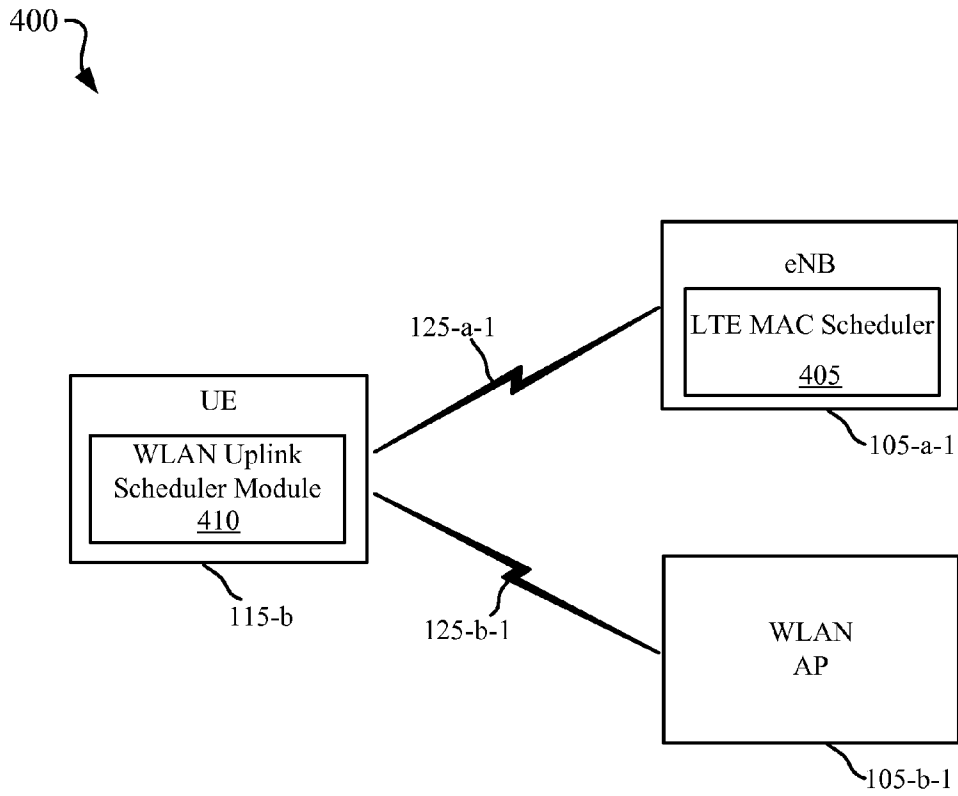 400
eNB
LTE MAC Scheduler
405
105-a-1
125-a-1
UE
WLAN Uplink
Scheduler Module
410
115-b
125-b-1
WLAN
AP
105-b-1